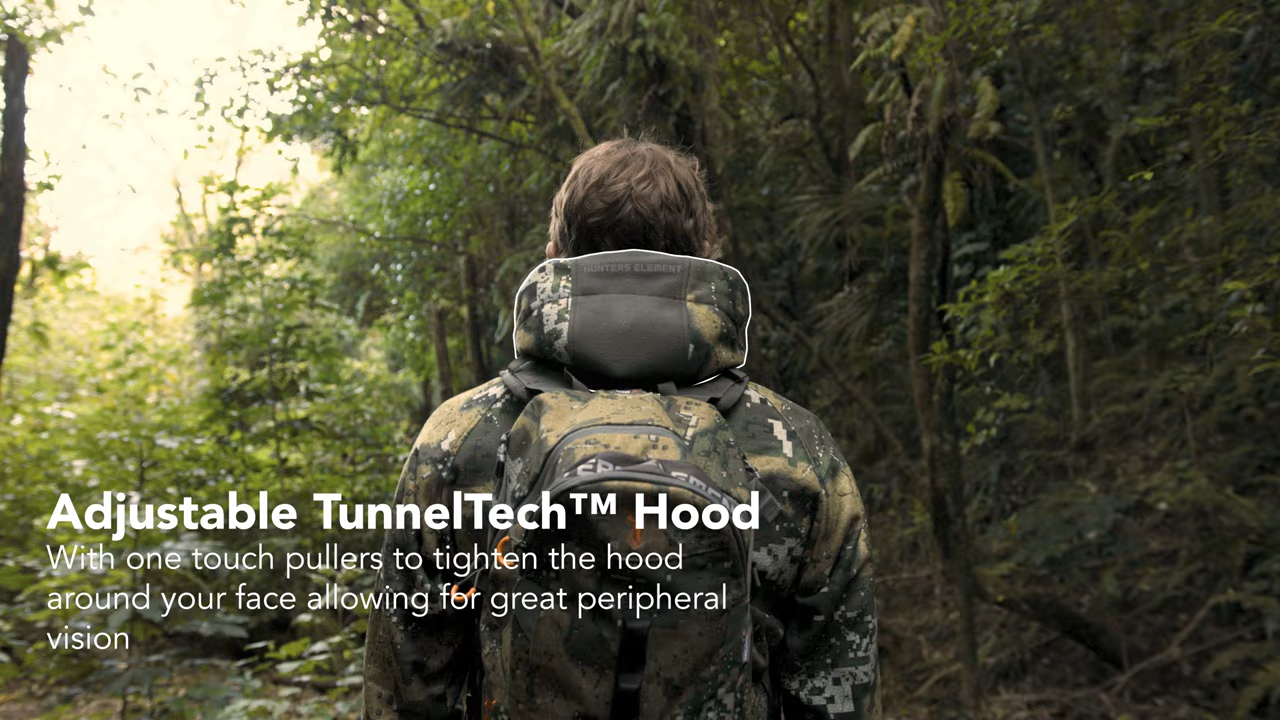 HUNTERS ELEMENT
Adjustable TunnelTech™ Hood
With one touch pullers to tighten the hood
around your face allowing for great peripheral
vision